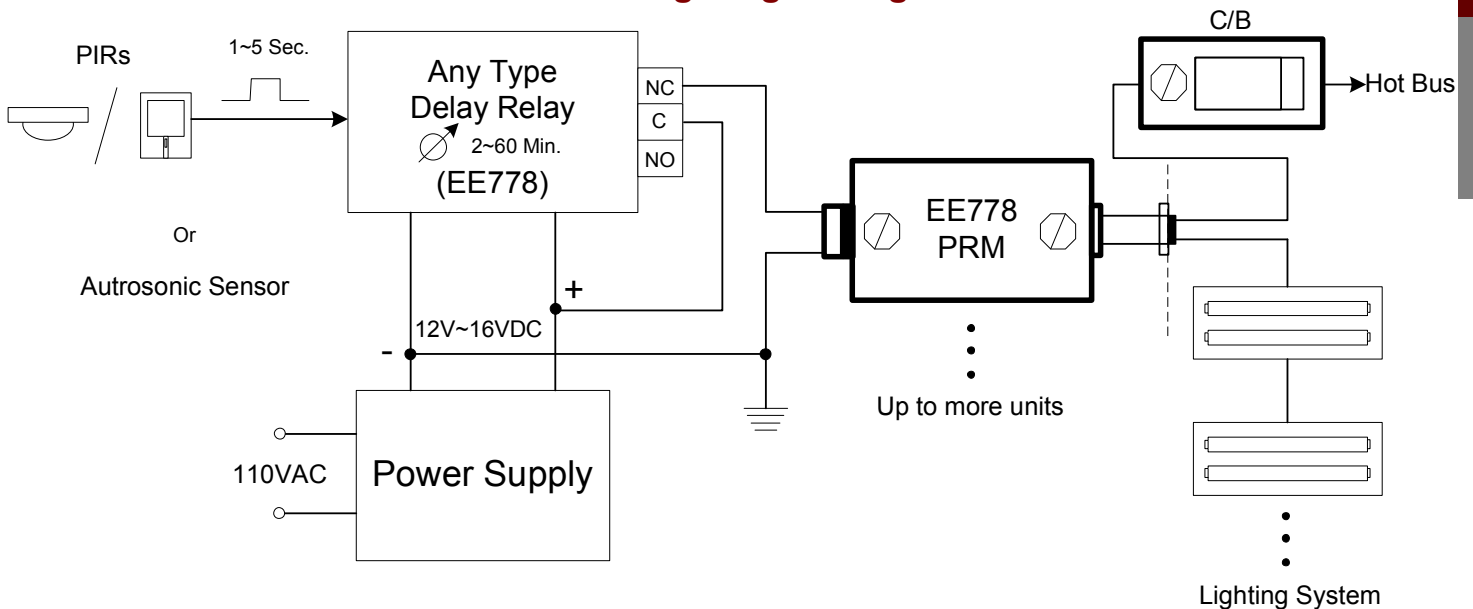 C/B
PIRs
1~5 Sec.
Any Type
Delay Relay
2~60 Min.
(EE778)
NC
C
NO
Hot Bus
EE778
PRM
Or
Autrosonic Sensor
+
12V~16VDC
-
Up to more units
110VAC
Power Supply
Lighting System